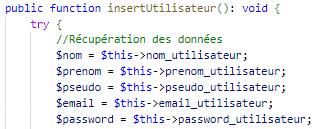 public function insertUtilisateur(): void {
try {
//Récupération des données
$nom = $this->nom_utilisateur;
$prenom = $this->prenom_utilisateur;
$pseudo = $this->pseudo_utilisateur;
$email = $this->email_utilisateur;
$password = $this->password_utilisateur;